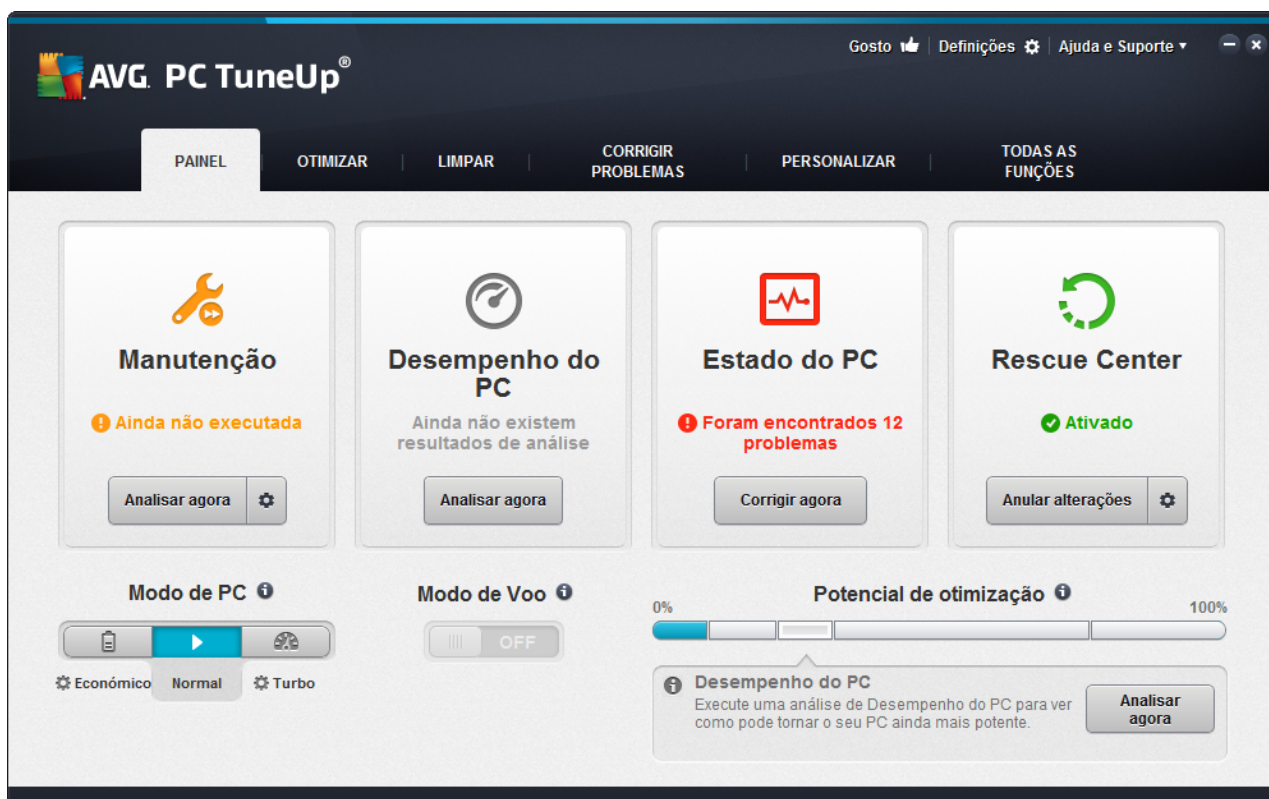 Gosto
Definições
Ajuda e Suporte
AVG. PC TuneUp®
PAINEL
OTIMIZAR
LIMPAR
CORRIGIR
PROBLEMAS
PERSONALIZAR
TODAS AS
FUNÇÕES
Manutenção
Ainda não executada
Analisar agora
Desempenho do
PC
Ainda não existem
resultados de análise
Analisar agora
Estado do PC
Foram encontrados 12
problemas
Corrigir agora
Rescue Center
Ativado
Anular alterações
Modo de PC
Económico
Normal
Turbo
Modo de Voo
OFF
Potencial de otimização
0%
100%
Desempenho do PC
Execute uma análise de Desempenho do PC para ver
como pode tornar o seu PC ainda mais potente.
Analisar
agora